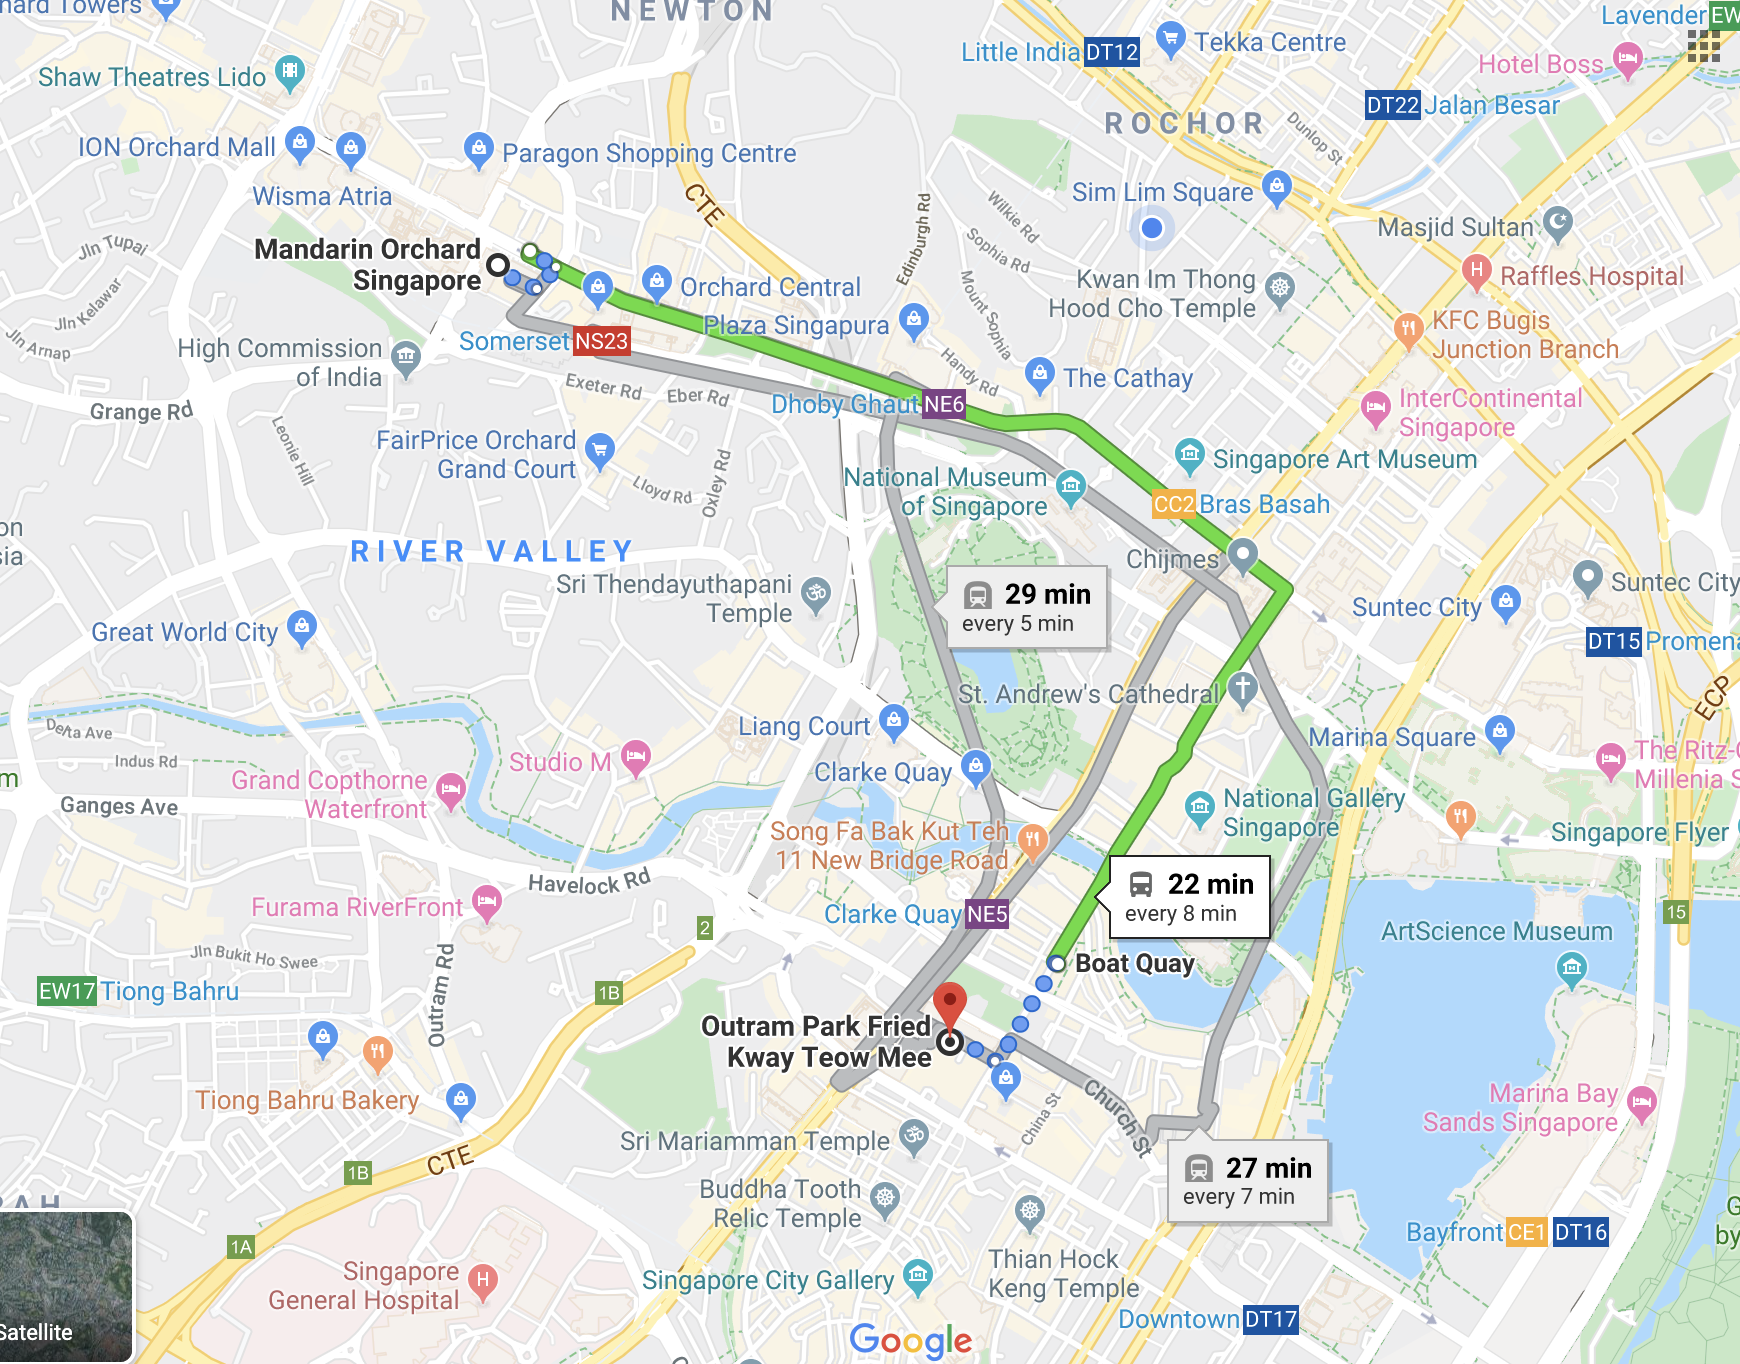 NEWTON
Towers
Lavender EW
Little India DT12
Tekka Centre
Shaw Theatres Lido
Hotel Boss
DT22 Jalan Besar
ROCHOR
Dunlop St
ION Orchard Mall
Paragon Shopping Centre
Wisma Atria
CTE
Sim Lim Square
Edinburgh Rd
Wilkie Rd
Sophia Rd
Masjid Sultan
Jln Tupai
Mandarin Orchard
Singapore
Raffles Hospital
Jln Kelawar
Orchard Central
Kwan Im Thong
Hood Cho Temple
Mount Sophia
Plaza Singapura
KFC Bugis
Junction Branch
Jln Arnap
High Commission
of India
Somerset NS23
Handy Rd
The Cathay
Exeter Rd
Eber Rd
Dhoby Ghaut NE6
InterContinental
Singapore
Grange Rd
Leonie Hill
FairPrice Orchard
Grand Court
Singapore Art Museum
National Museum
of Singapore
Lloyd Rd
Oxley Rd
CC2 Bras Basah
on
sia
RIVER VALLEY
Chijmes
Sri Thendayuthapani
Temple
29 min
every 5 min
Suntec City
Suntec City
Great World City
DT15 Promena
St. Andrew's Cathedral
ECP
Delta Ave
Liang Court
Marina Square
Indus Rd
Studio M
The Ritz-C
Millenia S
m
Grand Copthorne
Waterfront
Clarke Quay
Ganges Ave
National Gallery
Singapore
Song Fa Bak Kut Teh
11 New Bridge Road
Singapore Flyer
Havelock Rd
22 min
every 8 min
Furama RiverFront
Clarke Quay NE5
15
2
ArtScience Museum
Jln Bukit Ho Swee
Boat Quay
EW17 Tiong Bahru
1B
Outram Rd
Outram Park Fried
Kway Teow Mee
Tiong Bahru Bakery
Church St
China St
Marina Bay
Sands Singapore
Sri Mariamman Temple
CTE
1B
27 min
every 7 min
RAH
Buddha Tooth
Relic Temple
G
by
Bayfront CE1 DT16
1A
Thian Hock
Keng Temple
Singapore
General Hospital
Singapore City Gallery
Downtown DT17
Satellite
Google